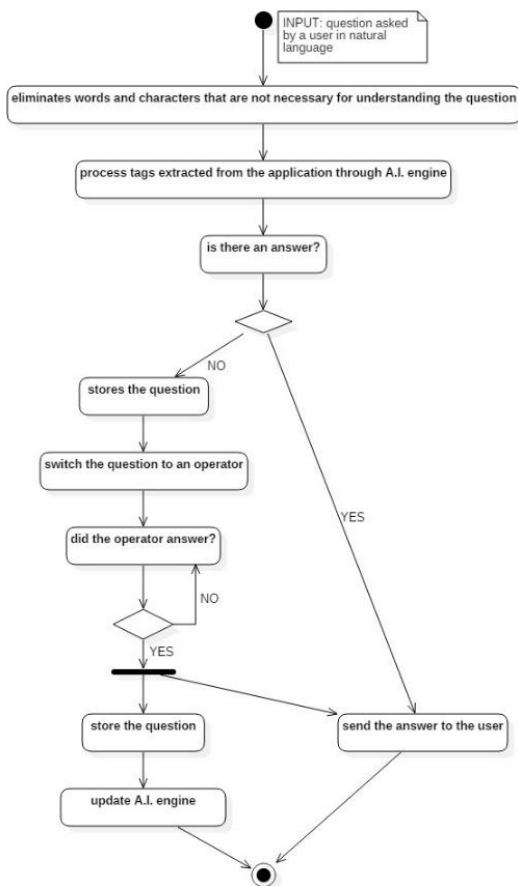 INPUT: question asked
by a user in natural
language
eliminates words and characters that are not necessary for understanding the question
process tags extracted from the application through A.I. engine
is there an answer?
NO
stores the question
switch the question to an operator
YES
did the operator answer?
NO
YES
store the question
send the answer to the user
update A.I. engine